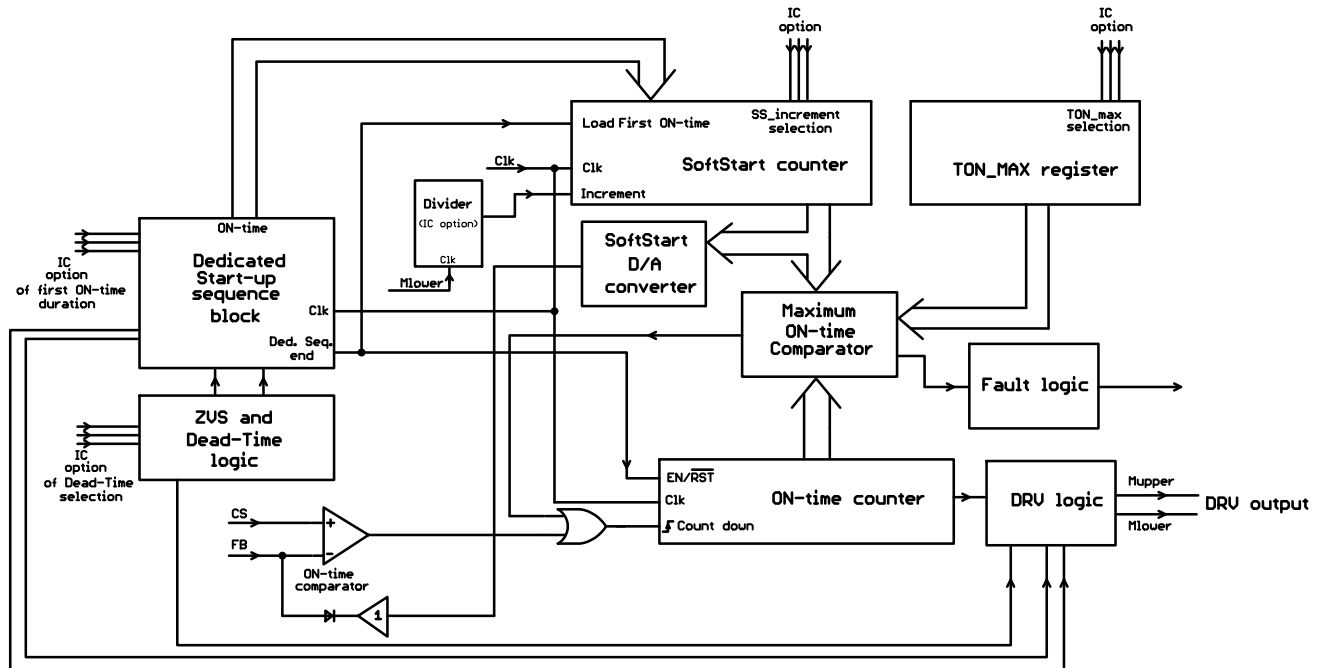 IC
option
IC
option
Load First ON-time
SS_increment
selection
TON_max
selection
Clk
Clk
SoftStart counter
TON_MAX register
Increment
Divider
(IC option)
Clk
Mlower
ON-time
Dedicated
Start-up
sequence
block
Clk
Ded. Seq.
end
IC
option
of first ON-time
duration
SoftStart
D/A
converter
Maximum
ON-time
Comparator
Fault logic
ZVS and
Dead-Time
logic
IC
option
of Dead-Time
selection
EN/RST
Clk
Count down
ON-time counter
DRV logic
Mupper
Mlower
DRV output
CS
+
FB
-
ON-time
comparator
1